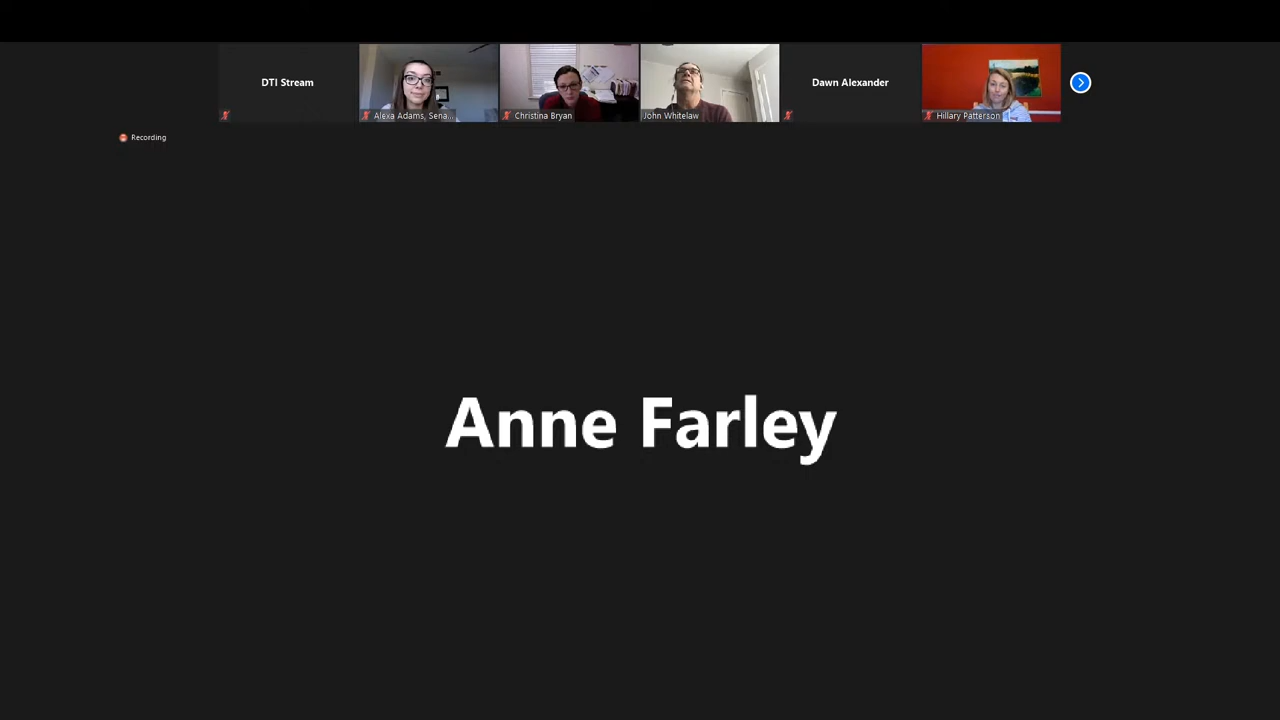 DTI Stream
Alexa Adams, Sena...
Christina Bryan
John Whitelaw
Dawn Alexander
Hillary Patterson
Recording
Anne Farley